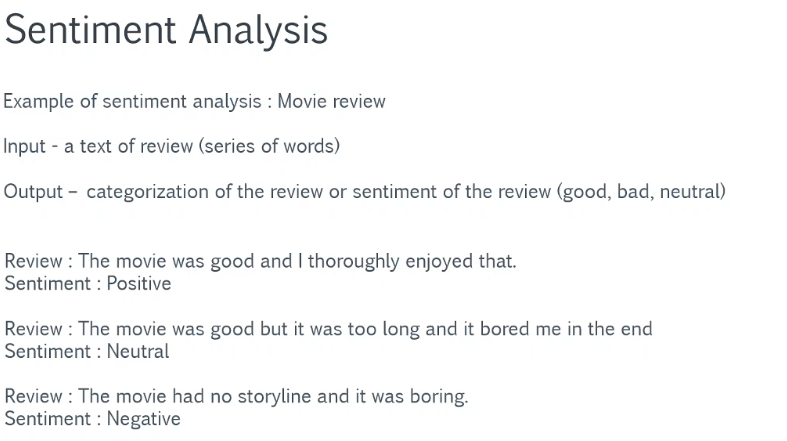 Sentiment Analysis
Example of sentiment analysis : Movie review
Input - a text of review (series of words)
Output – categorization of the review or sentiment of the review (good, bad, neutral)
Review : The movie was good and I thoroughly enjoyed that.
Sentiment : Positive
Review : The movie was good but it was too long and it bored me in the end
Sentiment : Neutral
Review : The movie had no storyline and it was boring.
Sentiment : Negative